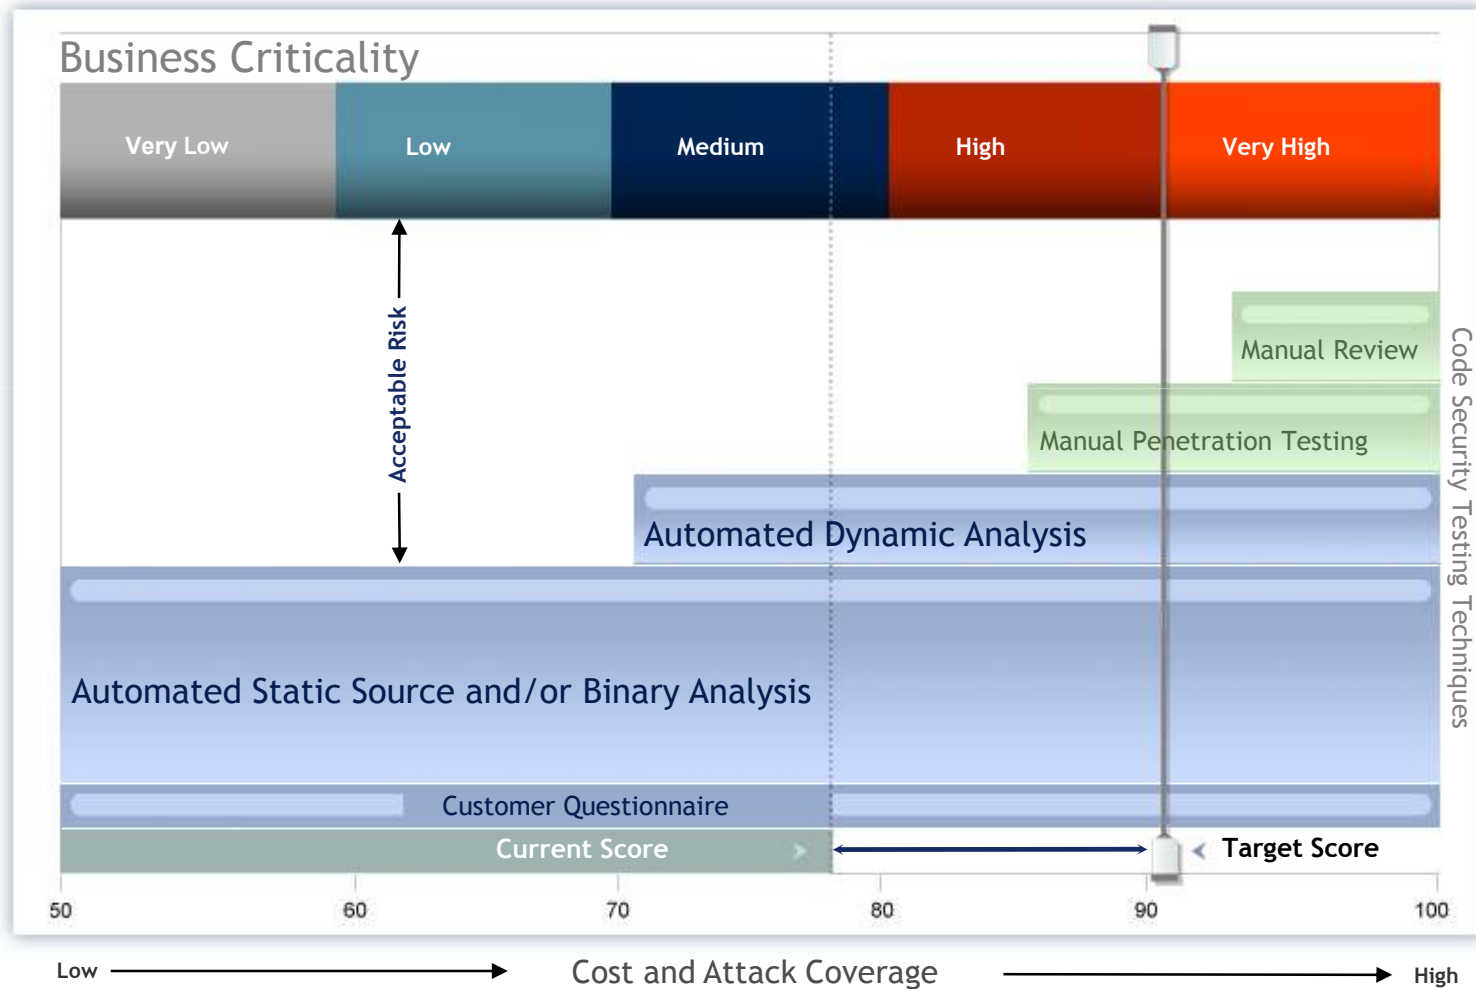 Business Criticality
Very Low
Low
Medium
High
Very High
Acceptable Risk
Manual Review
Manual Penetration Testing
Automated Dynamic Analysis
Automated Static Source and/or Binary Analysis
Customer Questionnaire
Current Score
Target Score
Code Security Testing Techniques
50
60
70
80
90
100
Low
Cost and Attack Coverage
High